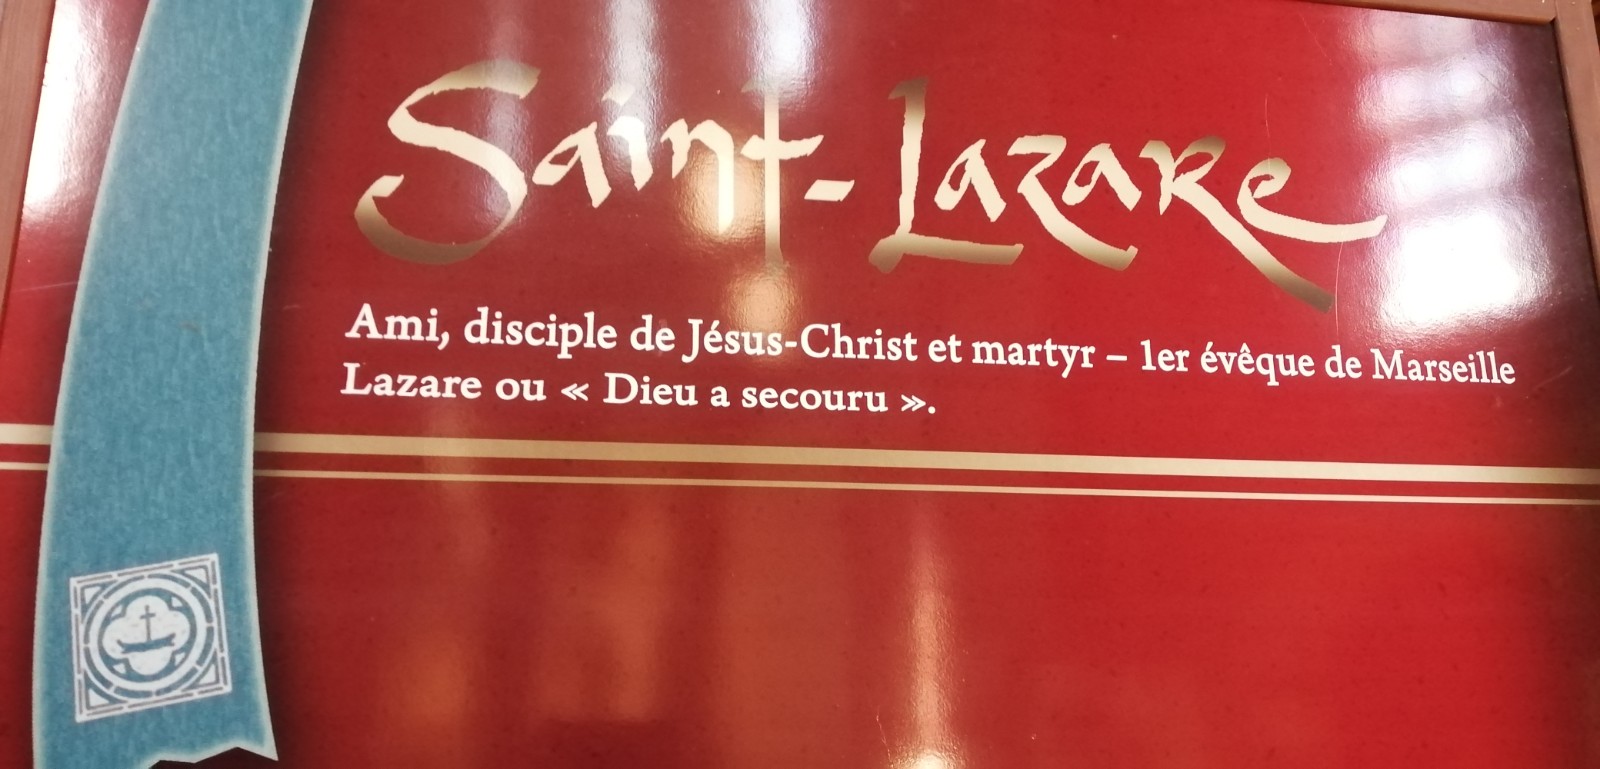 Saint-Lazare
Ami, disciple de Jésus-Christ et martyr – 1er évêque de Marseille
Lazare ou « Dieu a secouru ».